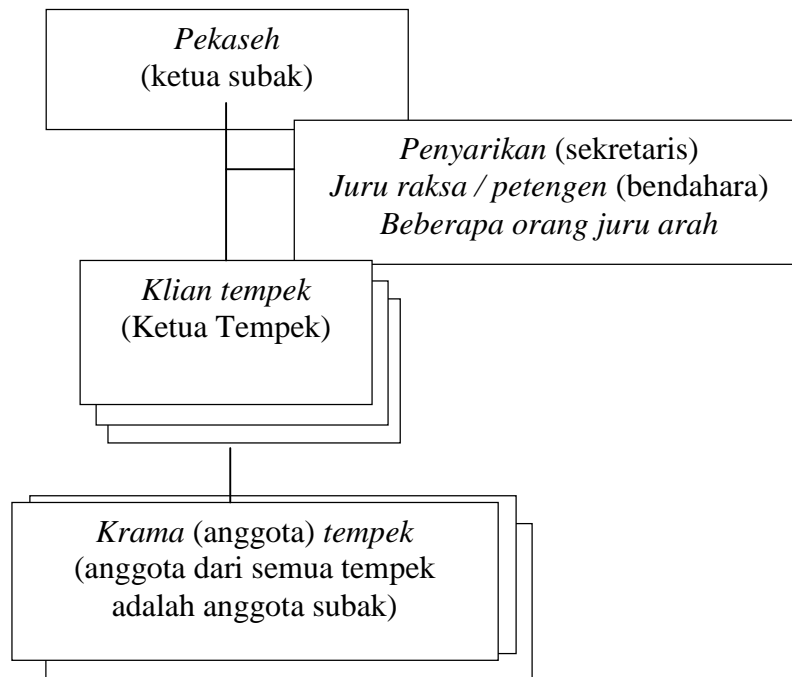 Pekaseh
(ketua subak)
Penyarikan (sekretaris)
Juru raksa / petengen (bendahara)
Beberapa orang juru arah
Klian tempek
(Ketua Tempek)
Krama (anggota) tempek
(anggota dari semua tempek
adalah anggota subak)